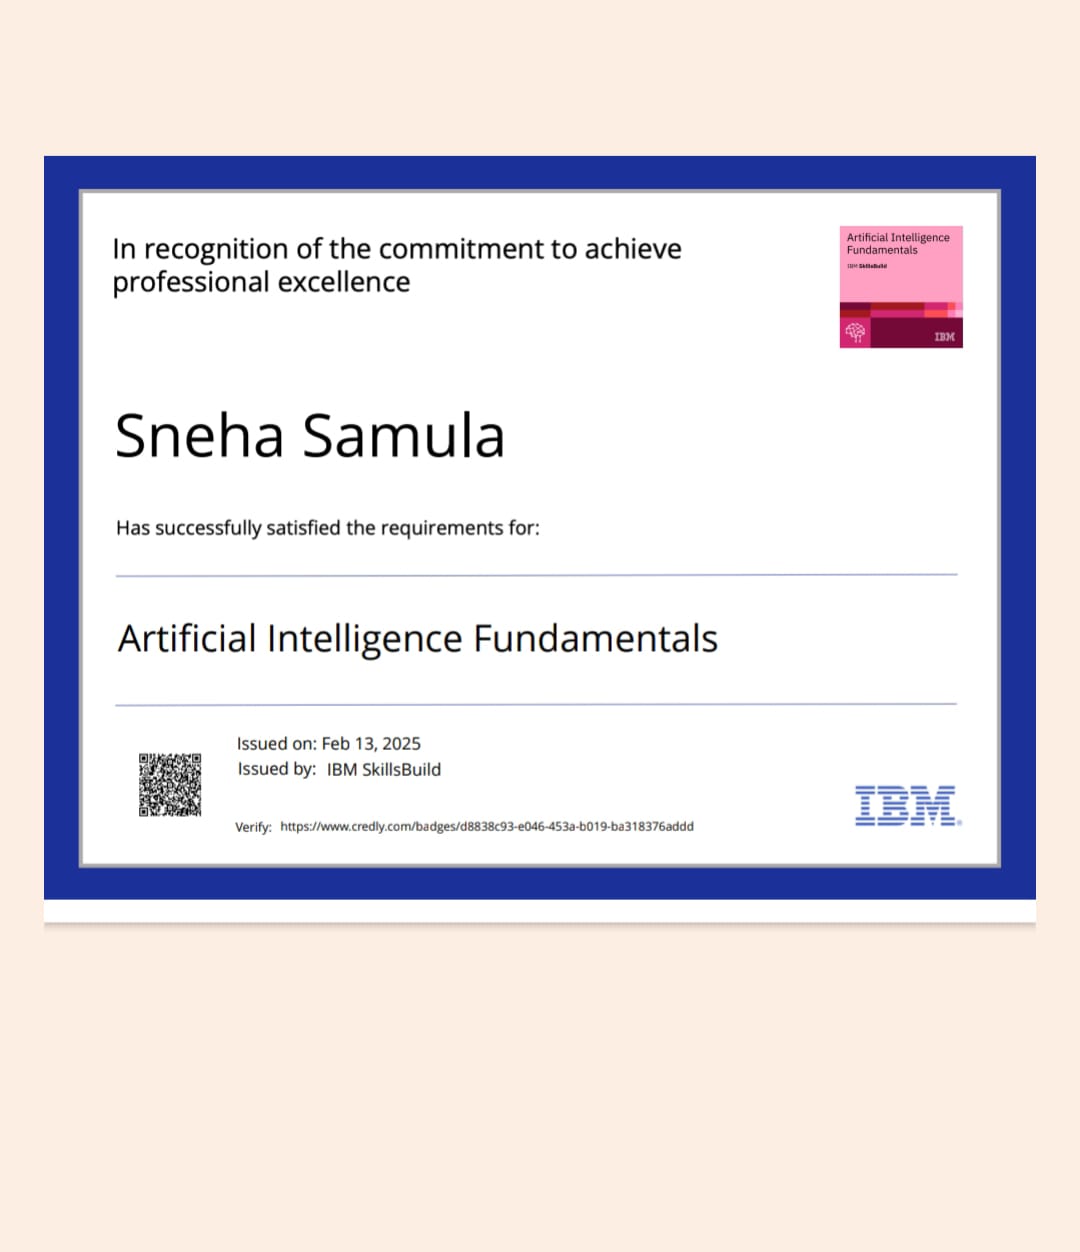 In recognition of the commitment to achieve
professional excellence
Artificial Intelligence
Fundamentals
IBM SkillsBuild
IBM
Sneha Samula
Has successfully satisfied the requirements for:
Artificial Intelligence Fundamentals
Issued on: Feb 13, 2025
Issued by: IBM SkillsBuild
Verify: https://www.credly.com/badges/d8838c93-e046-453a-b019-ba318376addd
IBM®